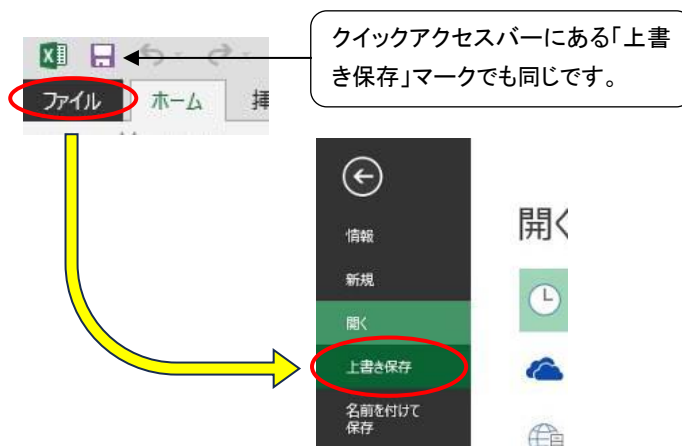 クイックアクセスバーにある「上書
き保存」マークでも同じです。
ファイル
ホーム
挿
情報
新規
開く
上書き保存
名前を付けて
保存
開く